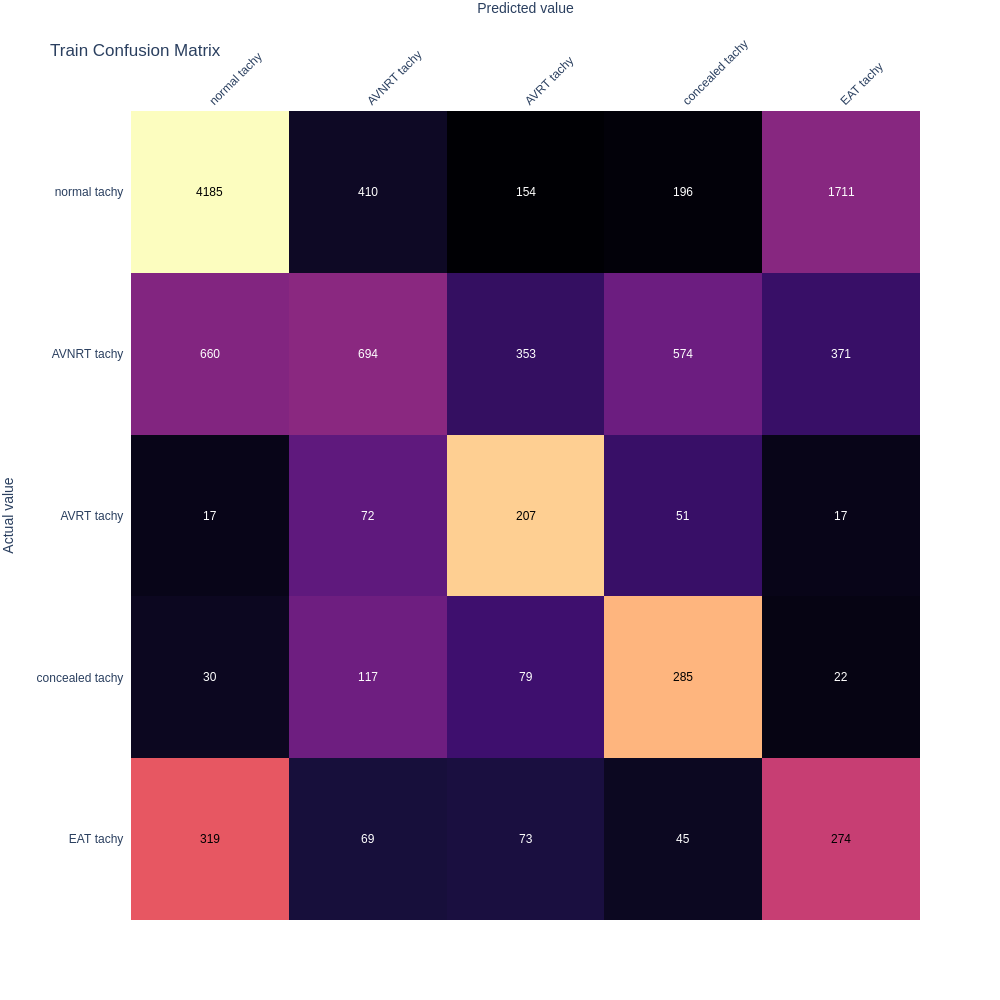 Predicted value
Train Confusion Matrix
normal tachy
AVNRT tachy
AVRT tachy
concealed tachy
EAT tachy
Actual value
normal tachy 4185 410 154 196 1711
AVNRT tachy 660 694 353 574 371
AVRT tachy 17 72 207 51 17
concealed tachy 30 117 79 285 22
EAT tachy 319 69 73 45 274